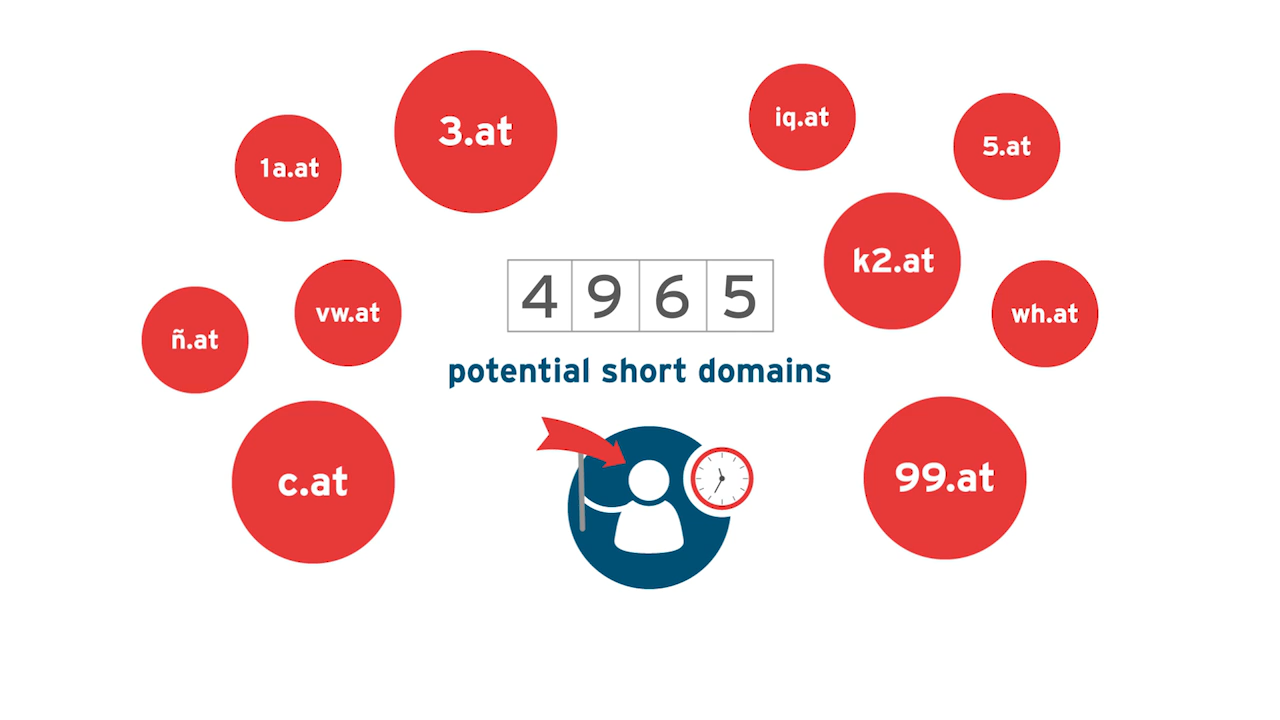 3.at
iq.at
5.at
1a.at
k2.at
4965
vw.at
wh.at
ñ.at
potential short domains
c.at
99.at